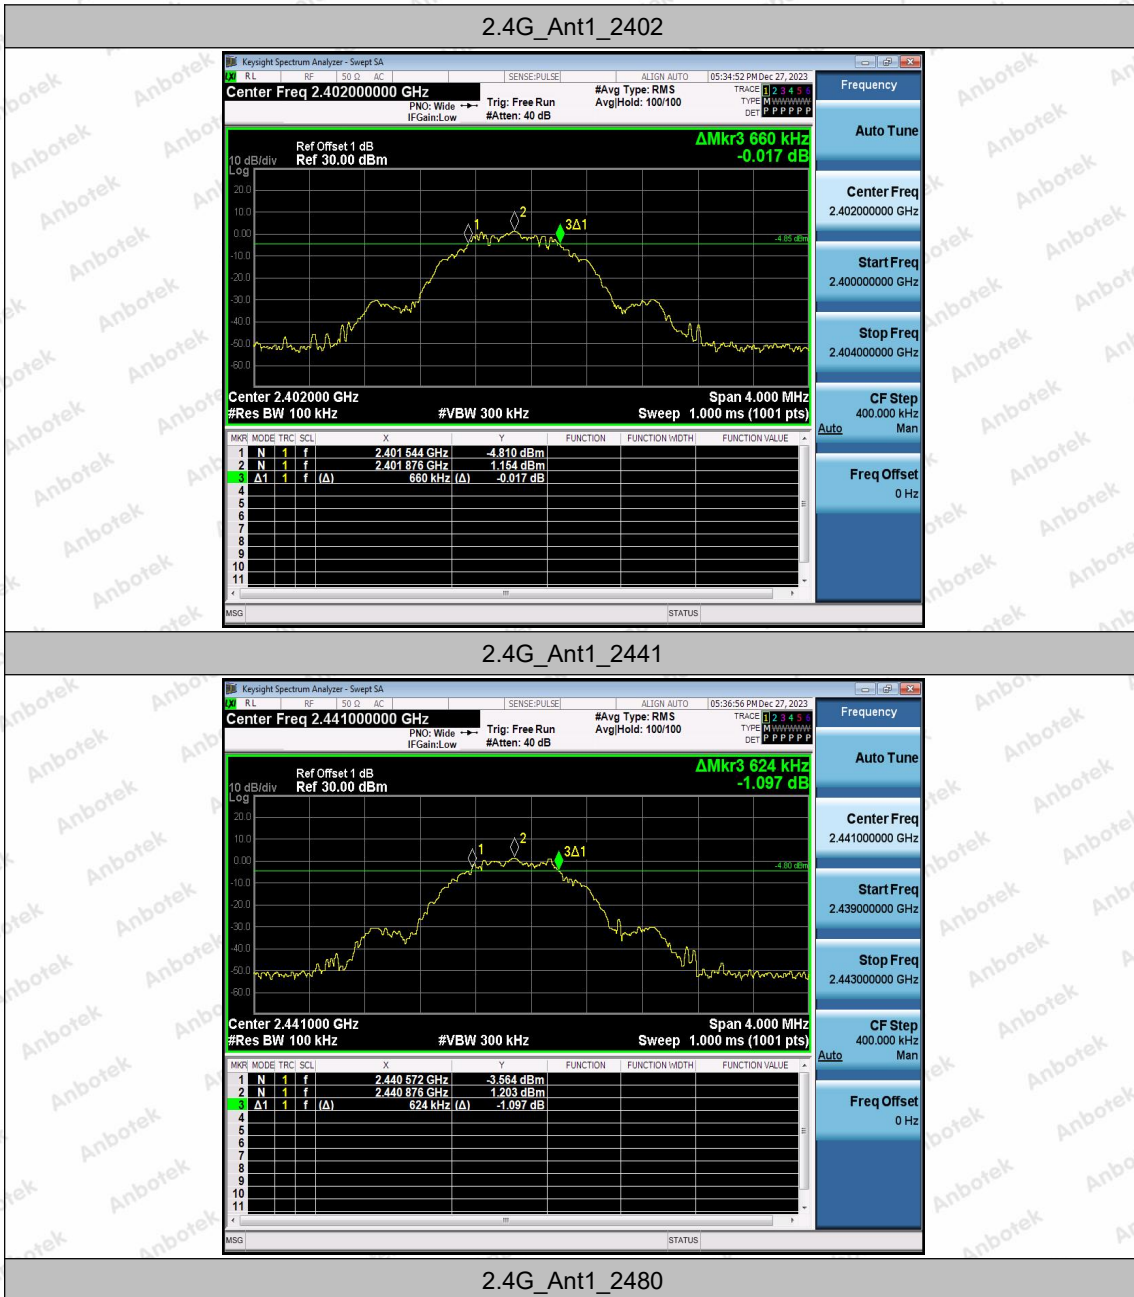 2.4G_Ant1_2402
Keysight Spectrum Analyzer - Swept SA
LXI RL RF 50 Ω AC SENSE:PULSE ALIGN AUTO 05:34:52 PM Dec 27, 2023
Center Freq 2.402000000 GHz
PNO: Wide
IFGain:Low
Trig: Free Run
#Atten: 40 dB
#Avg Type: RMS
Avg|Hold: 100/100
TRACE 1 2 3 4 5 6
TYPE M W W W W W
DET P P P P P P
Frequency
Auto Tune
Center Freq
2.402000000 GHz
Start Freq
2.400000000 GHz
Stop Freq
2.404000000 GHz
CF Step
400.000 kHz
Auto Man
Freq Offset
0 Hz
ΔMkr3 660 kHz
-0.017 dB
Ref Offset 1 dB
10 dB/div Ref 30.00 dBm
Log
20.0
10.0
0.00
-10.0
-20.0
-30.0
-40.0
-50.0
-60.0
1
2
3Δ1
-4.85 dBm
Center 2.402000 GHz Span 4.000 MHz
#Res BW 100 kHz #VBW 300 kHz Sweep 1.000 ms (1001 pts)
MKR MODE TRC SCL X Y FUNCTION FUNCTION WIDTH FUNCTION VALUE
1 N 1 f 2.401 544 GHz -4.810 dBm
2 N 1 f 2.401 876 GHz 1.154 dBm
3 Δ1 1 f (Δ) 660 kHz (Δ) -0.017 dB
4
5
6
7
8
9
10
11
MSG STATUS
2.4G_Ant1_2441
Keysight Spectrum Analyzer - Swept SA
LXI RL RF 50 Ω AC SENSE:PULSE ALIGN AUTO 05:36:56 PM Dec 27, 2023
Center Freq 2.441000000 GHz
PNO: Wide
IFGain:Low
Trig: Free Run
#Atten: 40 dB
#Avg Type: RMS
Avg|Hold: 100/100
TRACE 1 2 3 4 5 6
TYPE M W W W W W
DET P P P P P P
Frequency
Auto Tune
Center Freq
2.441000000 GHz
Start Freq
2.439000000 GHz
Stop Freq
2.443000000 GHz
CF Step
400.000 kHz
Auto Man
Freq Offset
0 Hz
ΔMkr3 624 kHz
-1.097 dB
Ref Offset 1 dB
10 dB/div Ref 30.00 dBm
Log
20.0
10.0
0.00
-10.0
-20.0
-30.0
-40.0
-50.0
-60.0
1
2
3Δ1
-4.80 dBm
Center 2.441000 GHz Span 4.000 MHz
#Res BW 100 kHz #VBW 300 kHz Sweep 1.000 ms (1001 pts)
MKR MODE TRC SCL X Y FUNCTION FUNCTION WIDTH FUNCTION VALUE
1 N 1 f 2.440 572 GHz -3.564 dBm
2 N 1 f 2.440 876 GHz 1.203 dBm
3 Δ1 1 f (Δ) 624 kHz (Δ) -1.097 dB
4
5
6
7
8
9
10
11
MSG STATUS
2.4G_Ant1_2480